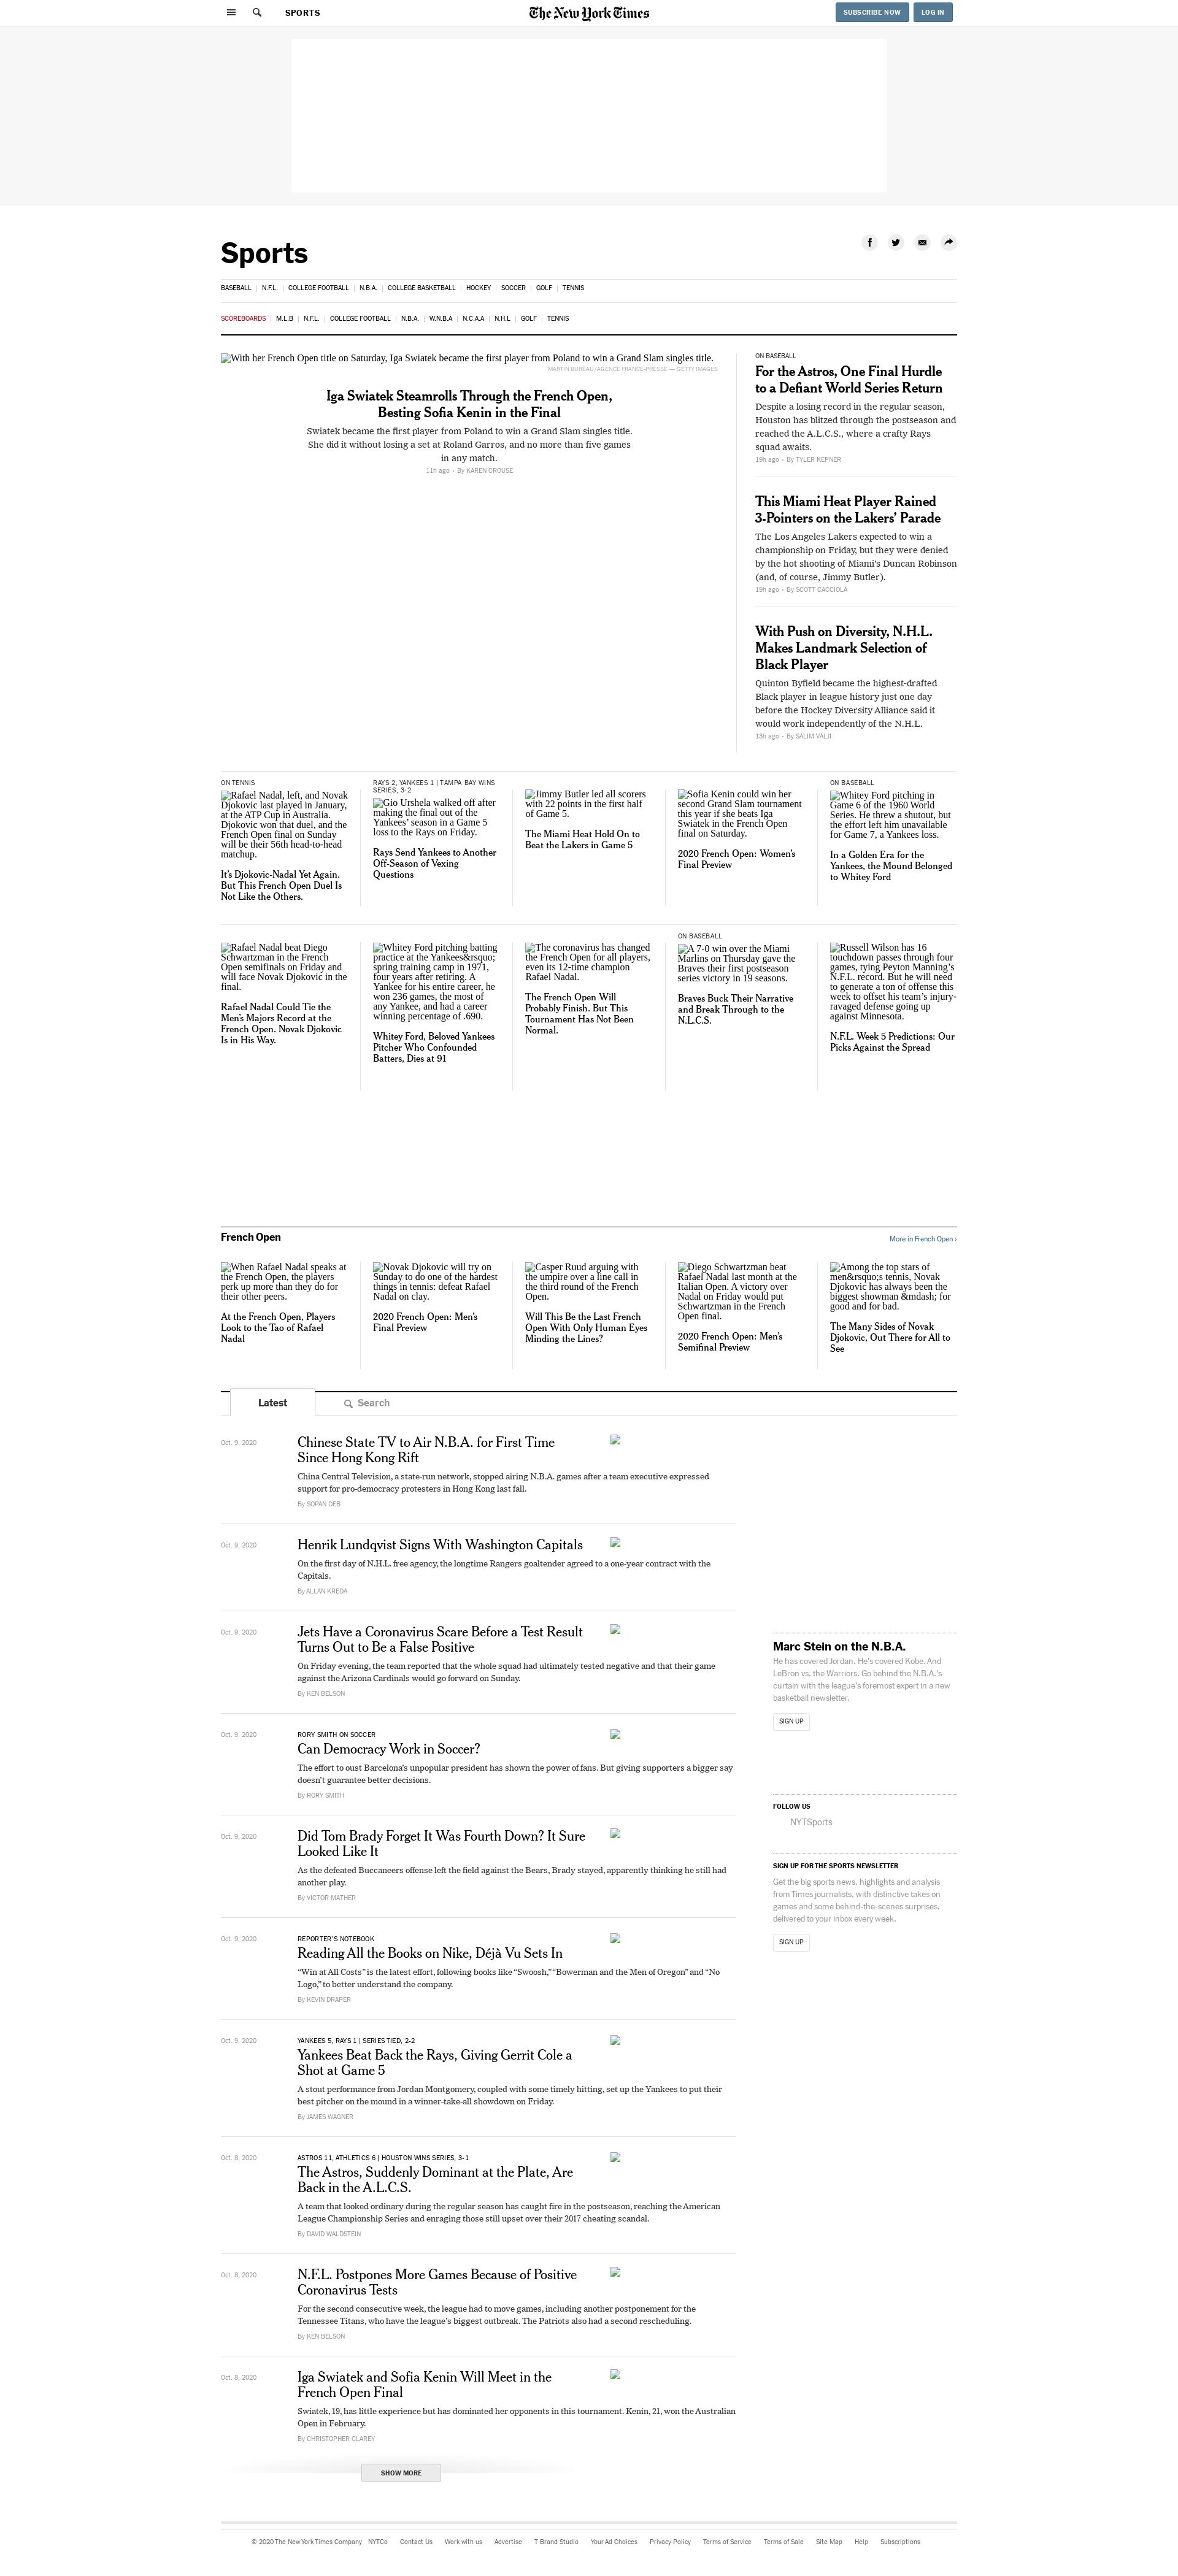 SPORTS
The New York Times
SUBSCRIBE NOW
LOG IN
Sports
BASEBALL | N.F.L. | COLLEGE FOOTBALL | N.B.A. | COLLEGE BASKETBALL | HOCKEY | SOCCER | GOLF | TENNIS
SCOREBOARDS | M.L.B | N.F.L. | COLLEGE FOOTBALL | N.B.A. | W.N.B.A | N.C.A.A | N.H.L | GOLF | TENNIS
With her French Open title on Saturday, Iga Swiatek became the first player from Poland to win a Grand Slam singles title.
MARTIN BUREAU/AGENCE FRANCE-PRESSE — GETTY IMAGES
Iga Swiatek Steamrolls Through the French Open,
Besting Sofia Kenin in the Final
Swiatek became the first player from Poland to win a Grand Slam singles title.
She did it without losing a set at Roland Garros, and no more than five games
in any match.
11h ago • By KAREN CROUSE
ON BASEBALL
For the Astros, One Final Hurdle
to a Defiant World Series Return
Despite a losing record in the regular season,
Houston has blitzed through the postseason and
reached the A.L.C.S., where a crafty Rays
squad awaits.
19h ago • By TYLER KEPNER
This Miami Heat Player Rained
3-Pointers on the Lakers’ Parade
The Los Angeles Lakers expected to win a
championship on Friday, but they were denied
by the hot shooting of Miami’s Duncan Robinson
(and, of course, Jimmy Butler).
19h ago • By SCOTT CACCIOLA
With Push on Diversity, N.H.L.
Makes Landmark Selection of
Black Player
Quinton Byfield became the highest-drafted
Black player in league history just one day
before the Hockey Diversity Alliance said it
would work independently of the N.H.L.
13h ago • By SALIM VALJI
ON TENNIS
Rafael Nadal, left, and Novak
Djokovic last played in January,
at the ATP Cup in Australia.
Djokovic won that duel, and the
French Open final on Sunday
will be their 56th head-to-head
matchup.
It’s Djokovic-Nadal Yet Again.
But This French Open Duel Is
Not Like the Others.
RAYS 2, YANKEES 1 | TAMPA BAY WINS
SERIES, 3-2
Gio Urshela walked off after
making the final out of the
Yankees’ season in a Game 5
loss to the Rays on Friday.
Rays Send Yankees to Another
Off-Season of Vexing
Questions
Jimmy Butler led all scorers
with 22 points in the first half
of Game 5.
The Miami Heat Hold On to
Beat the Lakers in Game 5
Sofia Kenin could win her
second Grand Slam tournament
this year if she beats Iga
Swiatek in the French Open
final on Saturday.
2020 French Open: Women’s
Final Preview
ON BASEBALL
Whitey Ford pitching in
Game 6 of the 1960 World
Series. He threw a shutout, but
the effort left him unavailable
for Game 7, a Yankees loss.
In a Golden Era for the
Yankees, the Mound Belonged
to Whitey Ford
Rafael Nadal beat Diego
Schwartzman in the French
Open semifinals on Friday and
will face Novak Djokovic in the
final.
Rafael Nadal Could Tie the
Men’s Majors Record at the
French Open. Novak Djokovic
Is in His Way.
Whitey Ford pitching batting
practice at the Yankees&rsquo;
spring training camp in 1971,
four years after retiring. A
Yankee for his entire career, he
won 236 games, the most of
any Yankee, and had a career
winning percentage of .690.
Whitey Ford, Beloved Yankees
Pitcher Who Confounded
Batters, Dies at 91
The coronavirus has changed
the French Open for all players,
even its 12-time champion
Rafael Nadal.
The French Open Will
Probably Finish. But This
Tournament Has Not Been
Normal.
ON BASEBALL
A 7-0 win over the Miami
Marlins on Thursday gave the
Braves their first postseason
series victory in 19 seasons.
Braves Buck Their Narrative
and Break Through to the
N.L.C.S.
Russell Wilson has 16
touchdown passes through four
games, tying Peyton Manning’s
N.F.L. record. But he will need
to generate a ton of offense this
week to offset his team’s injury-
ravaged defense going up
against Minnesota.
N.F.L. Week 5 Predictions: Our
Picks Against the Spread
French Open
More in French Open ›
When Rafael Nadal speaks at
the French Open, the players
perk up more than they do for
their other peers.
At the French Open, Players
Look to the Tao of Rafael
Nadal
Novak Djokovic will try on
Sunday to do one of the hardest
things in tennis: defeat Rafael
Nadal on clay.
2020 French Open: Men’s
Final Preview
Casper Ruud arguing with
the umpire over a line call in
the third round of the French
Open.
Will This Be the Last French
Open With Only Human Eyes
Minding the Lines?
Diego Schwartzman beat
Rafael Nadal last month at the
Italian Open. A victory over
Nadal on Friday would put
Schwartzman in the French
Open final.
2020 French Open: Men’s
Semifinal Preview
Among the top stars of
men&rsquo;s tennis, Novak
Djokovic has always been the
biggest showman &mdash; for
good and for bad.
The Many Sides of Novak
Djokovic, Out There for All to
See
Latest
Search
Oct. 9, 2020
Chinese State TV to Air N.B.A. for First Time
Since Hong Kong Rift
China Central Television, a state-run network, stopped airing N.B.A. games after a team executive expressed
support for pro-democracy protesters in Hong Kong last fall.
By SOPAN DEB
Oct. 9, 2020
Henrik Lundqvist Signs With Washington Capitals
On the first day of N.H.L. free agency, the longtime Rangers goaltender agreed to a one-year contract with the
Capitals.
By ALLAN KREDA
Oct. 9, 2020
Jets Have a Coronavirus Scare Before a Test Result
Turns Out to Be a False Positive
On Friday evening, the team reported that the whole squad had ultimately tested negative and that their game
against the Arizona Cardinals would go forward on Sunday.
By KEN BELSON
Oct. 9, 2020
RORY SMITH ON SOCCER
Can Democracy Work in Soccer?
The effort to oust Barcelona’s unpopular president has shown the power of fans. But giving supporters a bigger say
doesn’t guarantee better decisions.
By RORY SMITH
Oct. 9, 2020
Did Tom Brady Forget It Was Fourth Down? It Sure
Looked Like It
As the defeated Buccaneers offense left the field against the Bears, Brady stayed, apparently thinking he still had
another play.
By VICTOR MATHER
Oct. 9, 2020
REPORTER’S NOTEBOOK
Reading All the Books on Nike, Déjà Vu Sets In
“Win at All Costs” is the latest effort, following books like “Swoosh,” “Bowerman and the Men of Oregon” and “No
Logo,” to better understand the company.
By KEVIN DRAPER
Oct. 9, 2020
YANKEES 5, RAYS 1 | SERIES TIED, 2-2
Yankees Beat Back the Rays, Giving Gerrit Cole a
Shot at Game 5
A stout performance from Jordan Montgomery, coupled with some timely hitting, set up the Yankees to put their
best pitcher on the mound in a winner-take-all showdown on Friday.
By JAMES WAGNER
Oct. 8, 2020
ASTROS 11, ATHLETICS 6 | HOUSTON WINS SERIES, 3-1
The Astros, Suddenly Dominant at the Plate, Are
Back in the A.L.C.S.
A team that looked ordinary during the regular season has caught fire in the postseason, reaching the American
League Championship Series and enraging those still upset over their 2017 cheating scandal.
By DAVID WALDSTEIN
Oct. 8, 2020
N.F.L. Postpones More Games Because of Positive
Coronavirus Tests
For the second consecutive week, the league had to move games, including another postponement for the
Tennessee Titans, who have the league’s biggest outbreak. The Patriots also had a second rescheduling.
By KEN BELSON
Oct. 8, 2020
Iga Swiatek and Sofia Kenin Will Meet in the
French Open Final
Swiatek, 19, has little experience but has dominated her opponents in this tournament. Kenin, 21, won the Australian
Open in February.
By CHRISTOPHER CLAREY
SHOW MORE
Marc Stein on the N.B.A.
He has covered Jordan. He’s covered Kobe. And
LeBron vs. the Warriors. Go behind the N.B.A.’s
curtain with the league’s foremost expert in a new
basketball newsletter.
SIGN UP
FOLLOW US
NYTSports
SIGN UP FOR THE SPORTS NEWSLETTER
Get the big sports news, highlights and analysis
from Times journalists, with distinctive takes on
games and some behind-the-scenes surprises,
delivered to your inbox every week.
SIGN UP
© 2020 The New York Times Company NYTCo Contact Us Work with us Advertise T Brand Studio Your Ad Choices Privacy Policy Terms of Service Terms of Sale Site Map Help Subscriptions